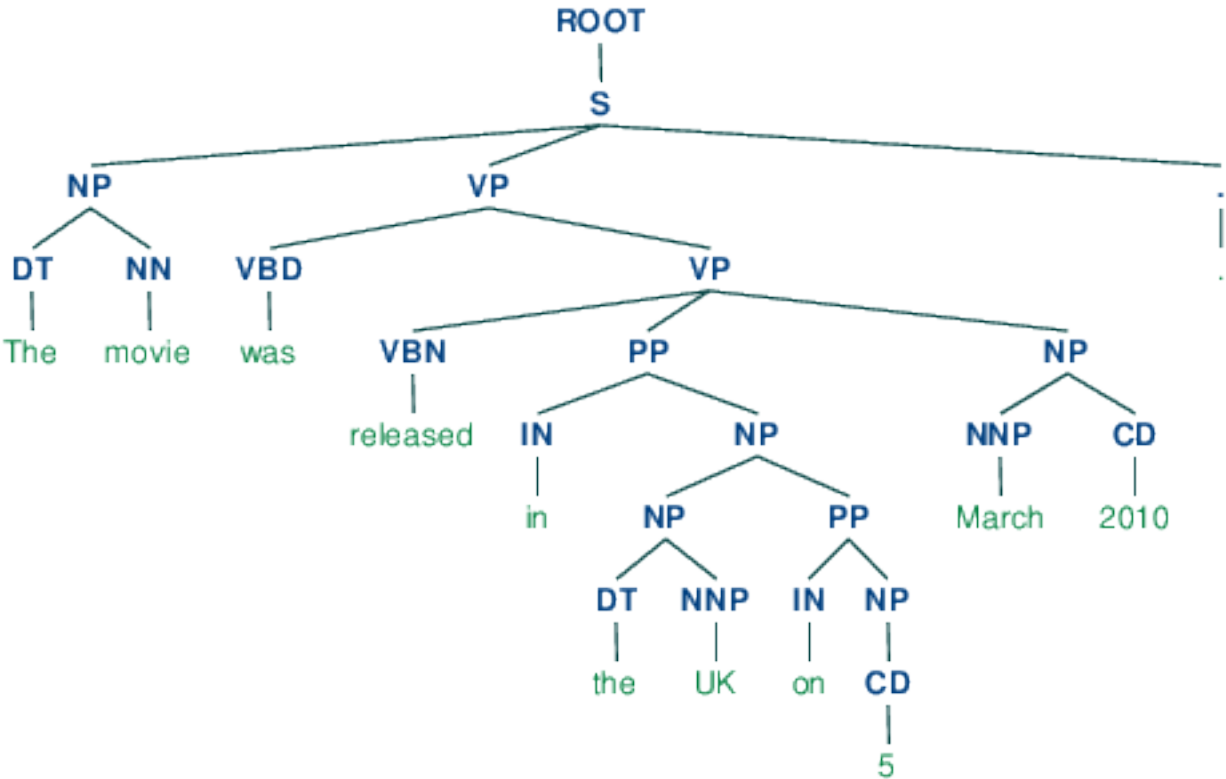 ROOT
S
NP VP .
DT NN VBD VP .
The movie was VBN PP NP
released IN NP NNP CD
in NP PP March 2010
DT NNP IN NP
the UK on CD
5